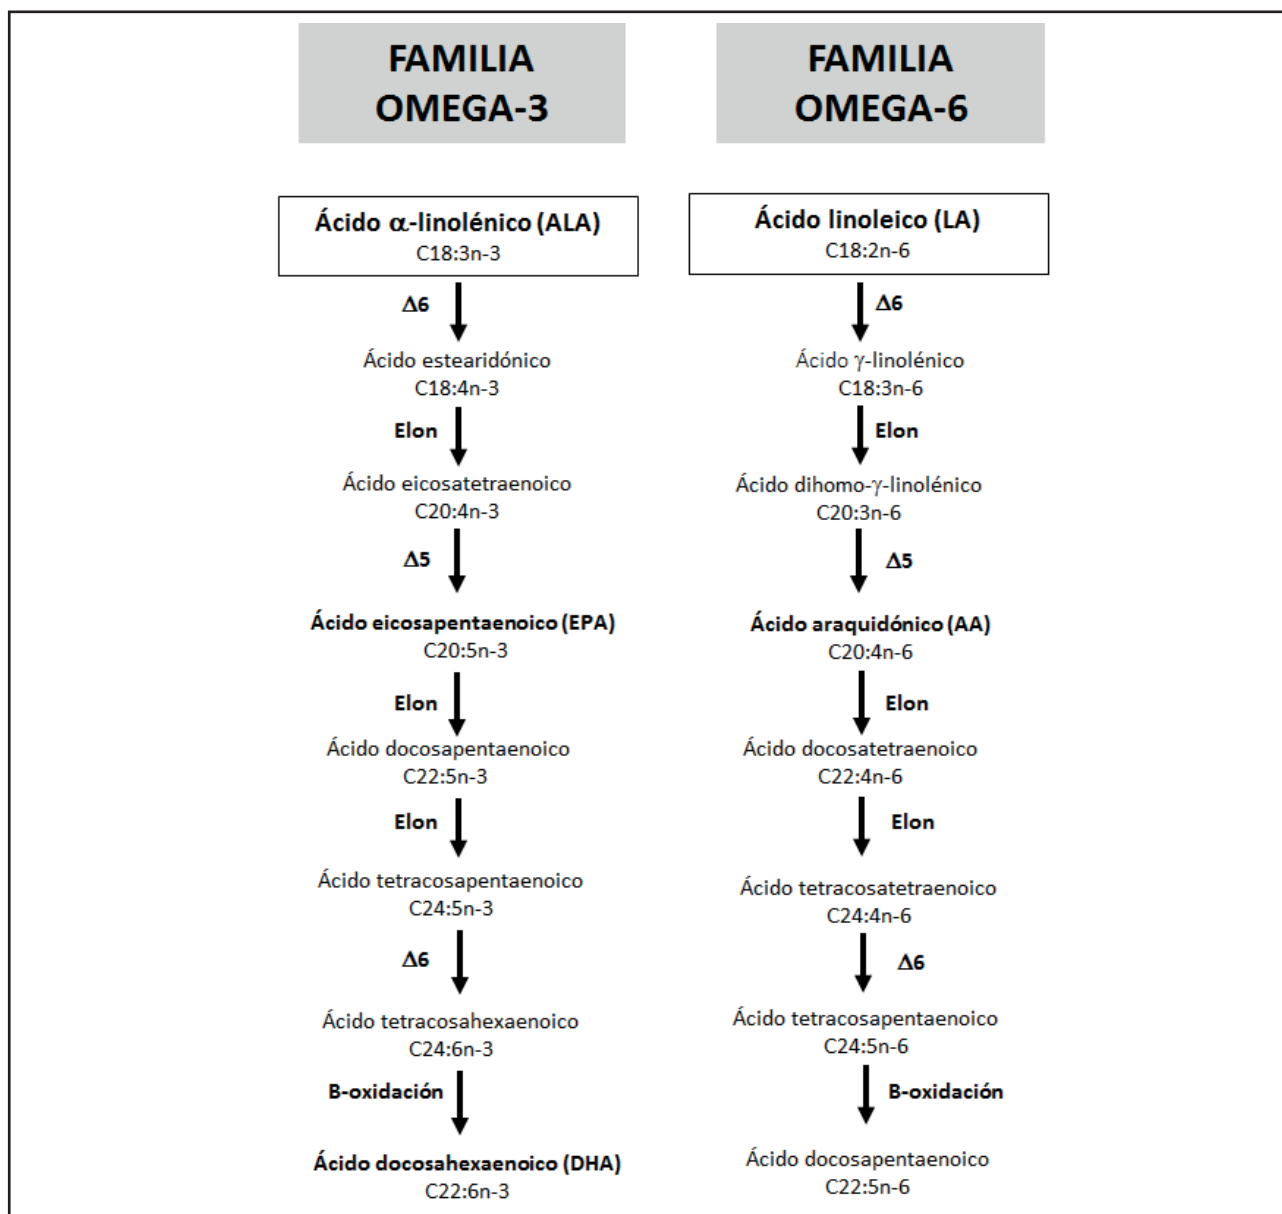 FAMILIA
OMEGA-3
Ácido α-linolénico (ALA)
C18:3n-3
Δ6
Ácido estearidónico
C18:4n-3
Elon
Ácido eicosatetraenoico
C20:4n-3
Δ5
Ácido eicosapentaenoico (EPA)
C20:5n-3
Elon
Ácido docosapentaenoico
C22:5n-3
Elon
Ácido tetracosapentaenoico
C24:5n-3
Δ6
Ácido tetracosahexaenoico
C24:6n-3
B-oxidación
Ácido docosahexaenoico (DHA)
C22:6n-3
FAMILIA
OMEGA-6
Ácido linoleico (LA)
C18:2n-6
Δ6
Ácido γ-linolénico
C18:3n-6
Elon
Ácido dihomo-γ-linolénico
C20:3n-6
Δ5
Ácido araquidónico (AA)
C20:4n-6
Elon
Ácido docosatetraenoico
C22:4n-6
Elon
Ácido tetracosatetraenoico
C24:4n-6
Δ6
Ácido tetracosapentaenoico
C24:5n-6
B-oxidación
Ácido docosapentaenoico
C22:5n-6